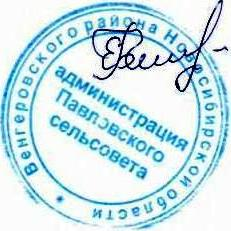 Венгеровского района Новосибирской области *
администрация
Павловского
сельсовета